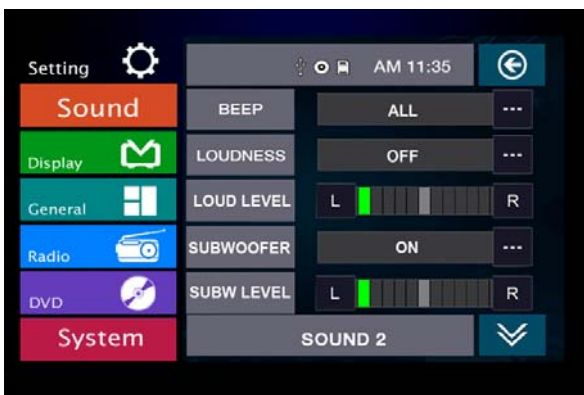 Setting
AM 11:35
Sound
BEEP
ALL
---
Display
LOUDNESS
OFF
---
General
LOUD LEVEL
L
R
Radio
SUBWOOFER
ON
---
DVD
SUBW LEVEL
L
R
System
SOUND 2